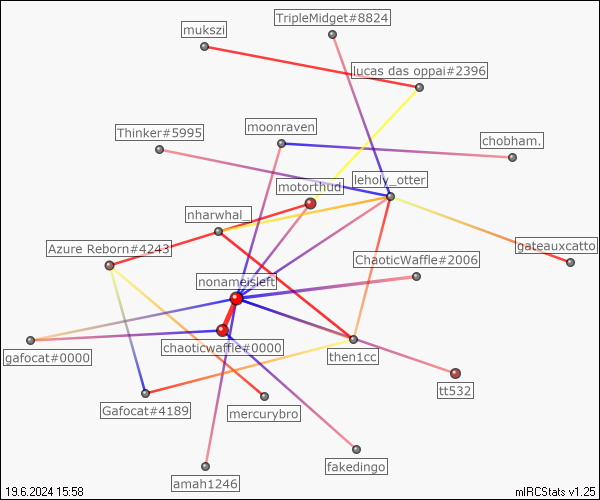 TripleMidget#8824
mukszi
lucas das oppai#2396
moonraven
Thinker#5995
chobham.
leholy_otter
motorthud
nharwhal_
gateauxcatto
Azure Reborn#4243
ChaoticWaffle#2006
nonameisleft
chaoticwaffle#0000
then1cc
gafocat#0000
tt532
Gafocat#4189
mercurybro
fakedingo
amah1246
19.6.2024 15:58
mIRCStats v1.25